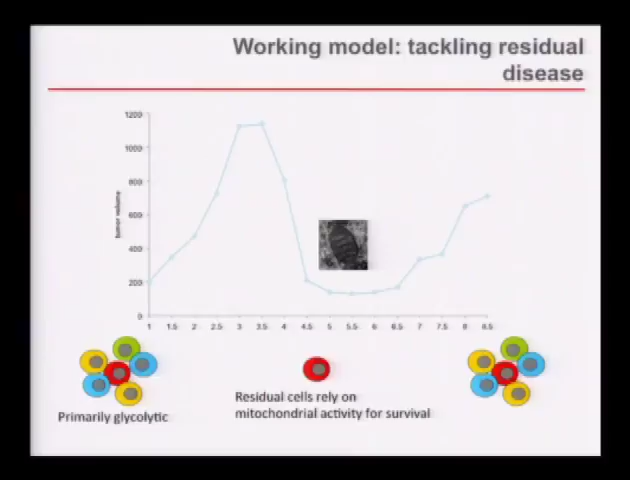 Working model: tackling residual
disease
1200
1000
800
600
400
200
0
tumor volume
1 1.5 2 2.5 3 3.5 4 4.5 5 5.5 6 6.5 7 7.5 8 8.5
Primarily glycolytic
Residual cells rely on
mitochondrial activity for survival